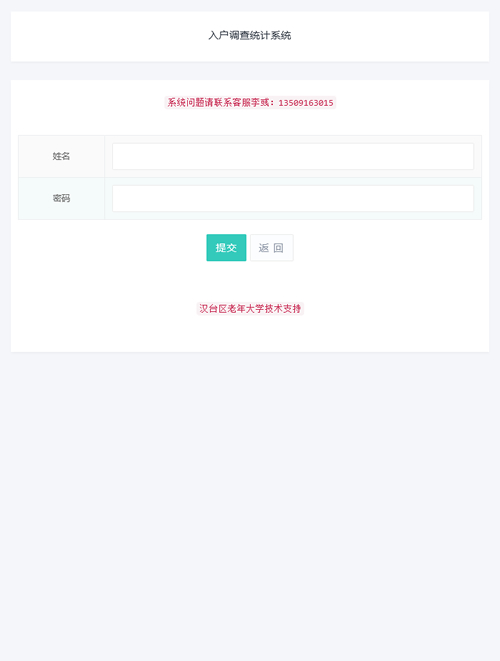 入户调查统计系统
系统问题请联系客服李彧：13509163015
姓名
密码
提交 返 回
汉台区老年大学技术支持